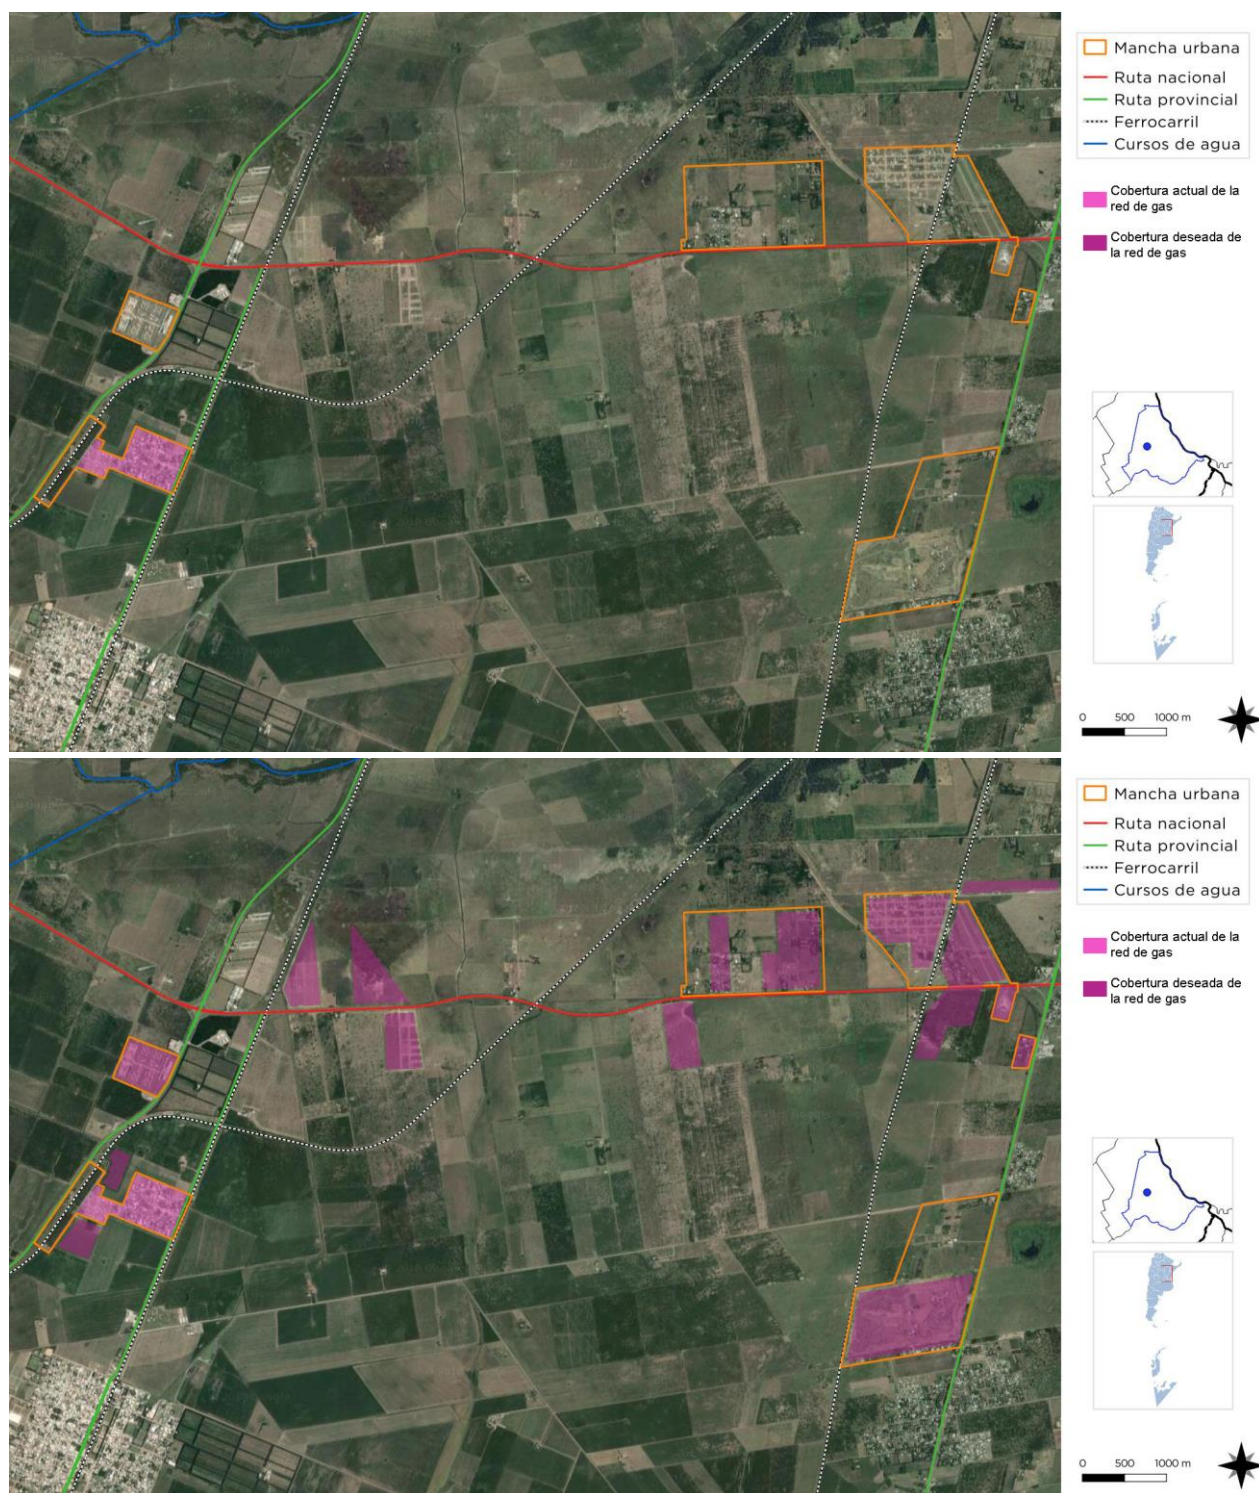 Mancha urbana
Ruta nacional
Ruta provincial
Ferrocarril
Cursos de agua
Cobertura actual de la
red de gas
Cobertura deseada de
la red de gas
0 500 1000 m
Mancha urbana
Ruta nacional
Ruta provincial
Ferrocarril
Cursos de agua
Cobertura actual de la
red de gas
Cobertura deseada de
la red de gas
0 500 1000 m